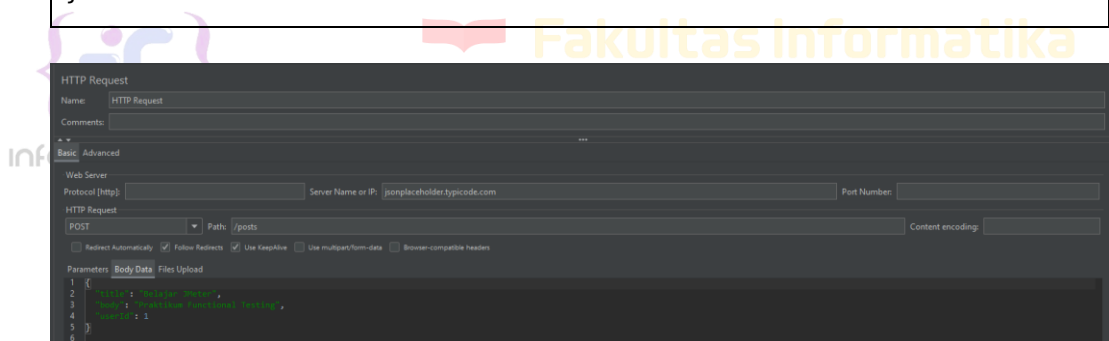 Fakultas Informatika
HTTP Request
Name: HTTP Request
Comments:
Basic Advanced
Web Server
Protocol [http]: Server Name or IP: jsonplaceholder.typicode.com Port Number:
HTTP Request
POST Path: /posts Content encoding:
Redirect Automatically Follow Redirects Use KeepAlive Use multipart/form-data Browser-compatible headers
Parameters Body Data Files Upload
1 {
2 "title": "Belajar JMeter",
3 "body": "Praktikum Functional Testing",
4 "userId": 1
5 }
6